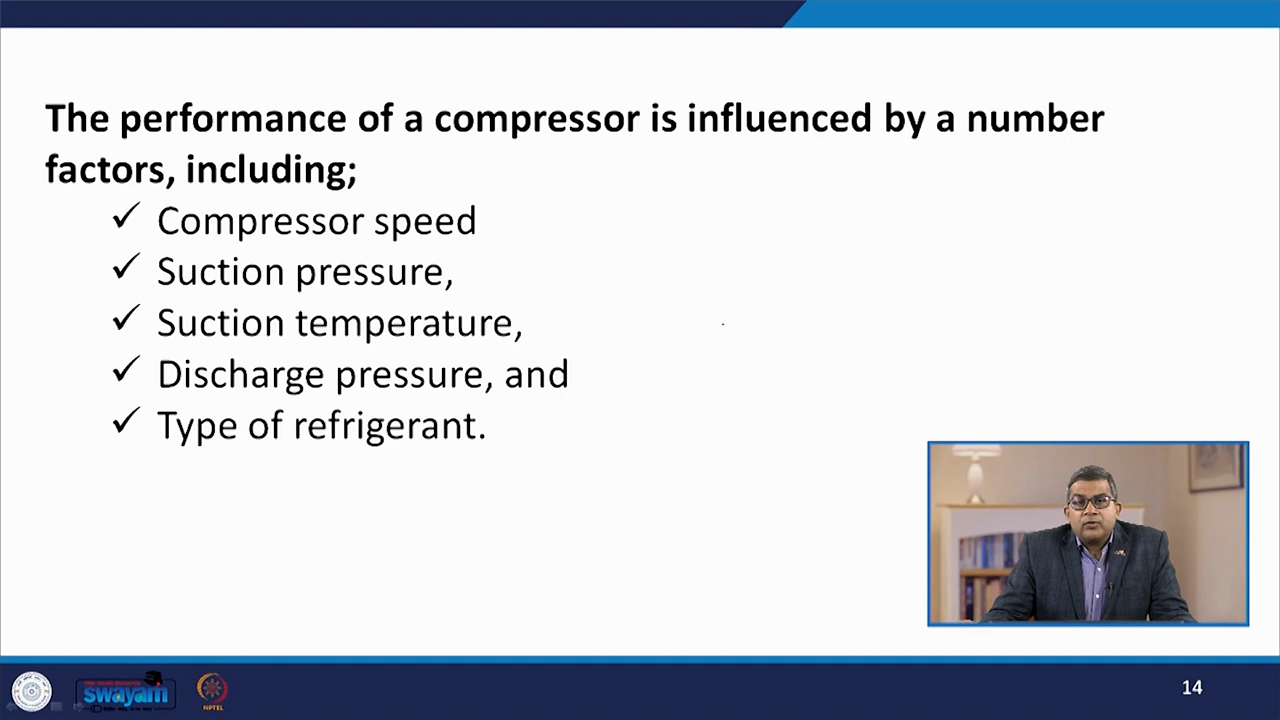 The performance of a compressor is influenced by a number
factors, including;
✓ Compressor speed
✓ Suction pressure,
✓ Suction temperature,
✓ Discharge pressure, and
✓ Type of refrigerant.
swayam
NPTEL
14